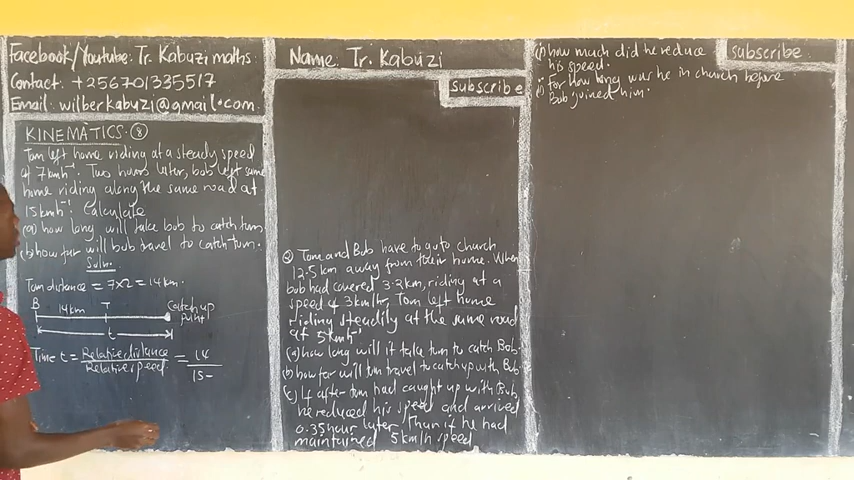 Facebook/Youtube: Tr. Kabuzi maths
Contact: +256701335517
Email: wilberkabuzi@gmail.com
KINEMATICS. 8
Tom left home riding at a steady speed
of 7kmh⁻¹. Two hours later, bob left same
home riding along the same road at
15kmh⁻¹. Calculate
(a) how long will take bob to catch tom
(b) how far will bob travel to catch tom.
Soln.
Tom distance = 7x2 = 14km.
B 14km T Catch up
point
t
Time t = Relative distance = 14
Relative speed 15-
Name: Tr. Kabuzi
subscribe
② Tom and Bob have to go to church
12.5km away from their home. When
bob had covered 3.2km, riding at a
speed of 3km/hr, Tom left home
riding steadily at the same road
at 5kmh⁻¹
(a) how long will it take tom to catch Bob.
(b) how far will tom travel to catch up with Bob
(c) If after tom had caught up with Bob,
he reduced his speed and arrived
0.35hour later, than if he had
maintained 5km/h speed
(i) how much did he reduce
his speed.
(ii) For how long was he in church before
Bob joined him.
subscribe